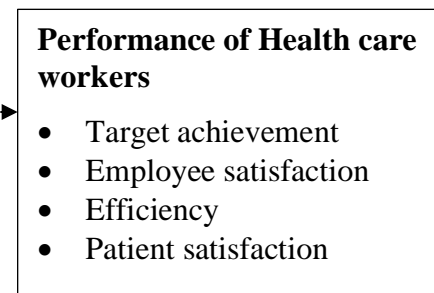 Performance of Health care
workers
• Target achievement
• Employee satisfaction
• Efficiency
• Patient satisfaction